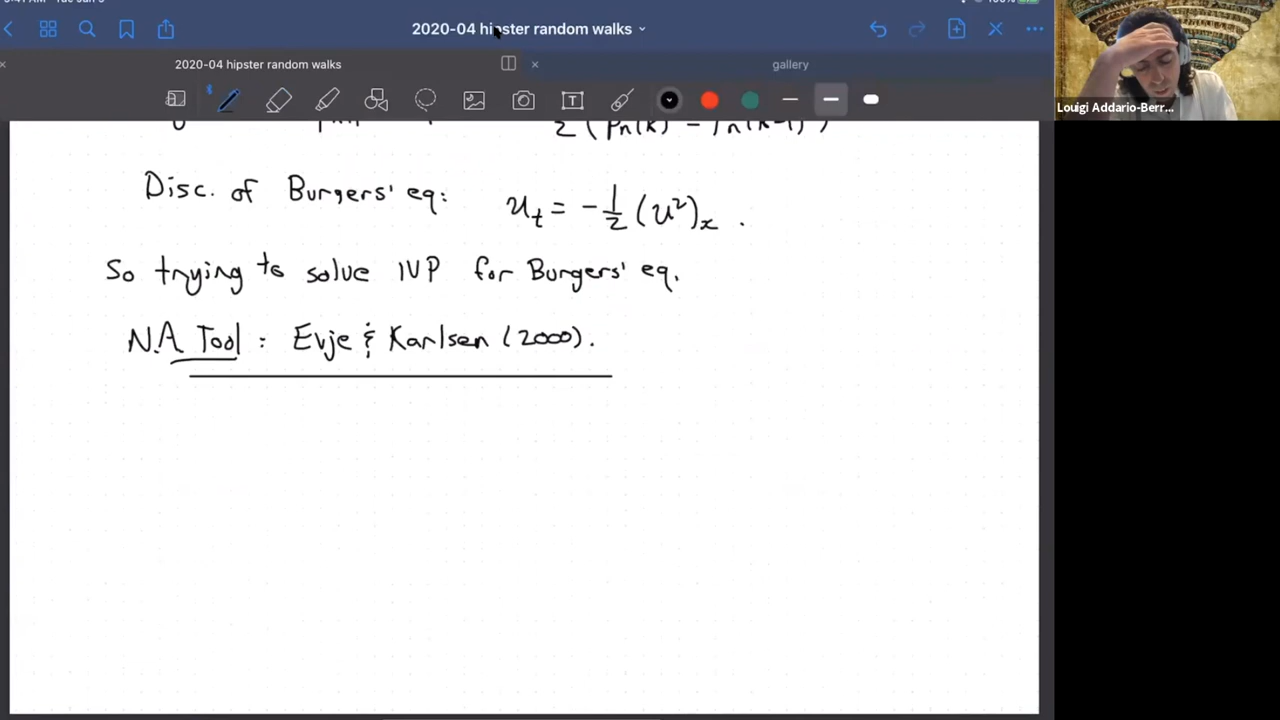 2020-04 hipster random walks
2020-04 hipster random walks
gallery
Louigi Addario-Berr...
Disc. of Burgers' eq: u_t = -1/2 (u²)_x .
So trying to solve IVP for Burgers' eq.
N.A Tool : Evje & Karlsen (2000).